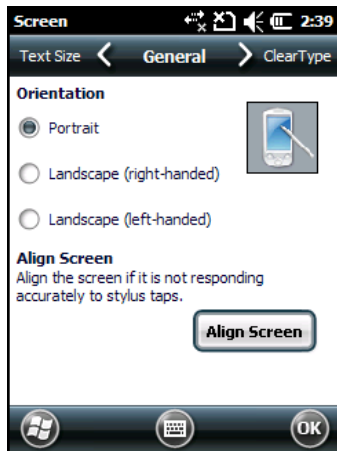 Screen 2:39
Text Size General ClearType
Orientation
Portrait
Landscape (right-handed)
Landscape (left-handed)
Align Screen
Align the screen if it is not responding
accurately to stylus taps.
Align Screen
OK